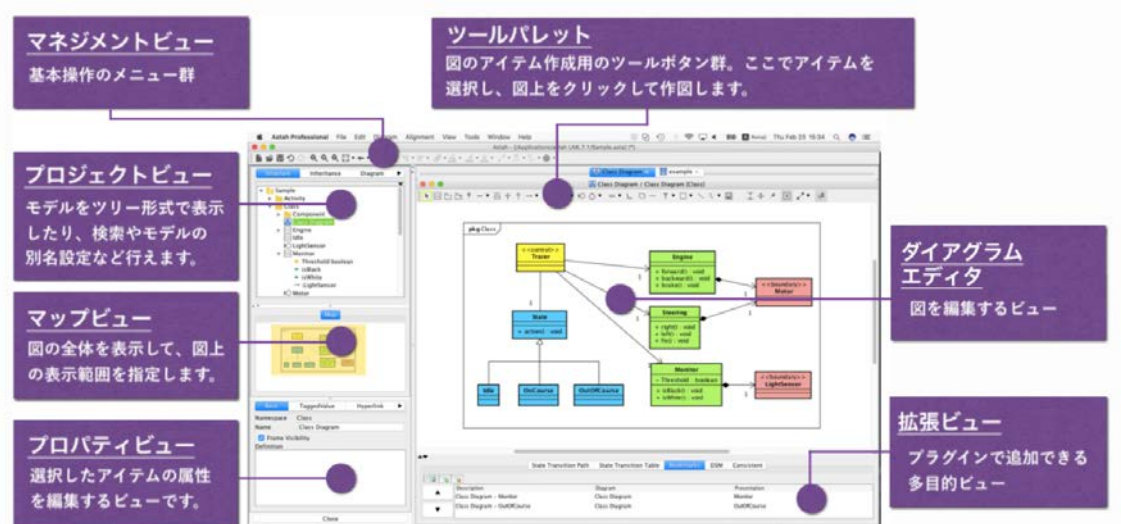 マネジメントビュー
基本操作のメニュー群
ツールパレット
図のアイテム作成用のツールボタン群。ここでアイテムを
選択し、図上をクリックして作図します。
プロジェクトビュー
モデルをツリー形式で表示
したり、検索やモデルの
別名設定など行えます。
マップビュー
図の全体を表示して、図上
の表示範囲を指定します。
プロパティビュー
選択したアイテムの属性
を編集するビューです。
ダイアグラム
エディタ
図を編集するビュー
拡張ビュー
プラグインで追加できる
多目的ビュー
Astah Professional File Edit Diagram Alignment View Tools Window Help
Thu Feb 25 16:04
Structure Inheritance Diagram
Sample
Activity
Class
Component
Class Diagram
Engine
Idle
LightSensor
Monitor
Threshold boolean
isBlack
isWhite
LightSensor
Motor
Map
Base TaggedValue Hyperlink
Namespace Class
Name Class Diagram
Frame Visibility
Definition
Close
Class Diagram example
Class Diagram / Class Diagram [Class]
pkg Class
<<control>>
Tracer
Engine
+ forward() : void
+ backward() : void
+ brake() : void
<<boundary>>
Motor
Steering
+ right() : void
+ left() : void
State
+ action() : void
Idle
OnCourse
OutOfCourse
Monitor
- Threshold : boolean
+ isBlack() : void
+ isWhite() : void
<<boundary>>
LightSensor
1
1
1
1
1
1
State Transition Path State Transition Table Bookmarks DSM Consistent
Description Diagram Presentation
Class Diagram - Monitor Class Diagram Monitor
Class Diagram - OutOfCourse Class Diagram OutOfCourse